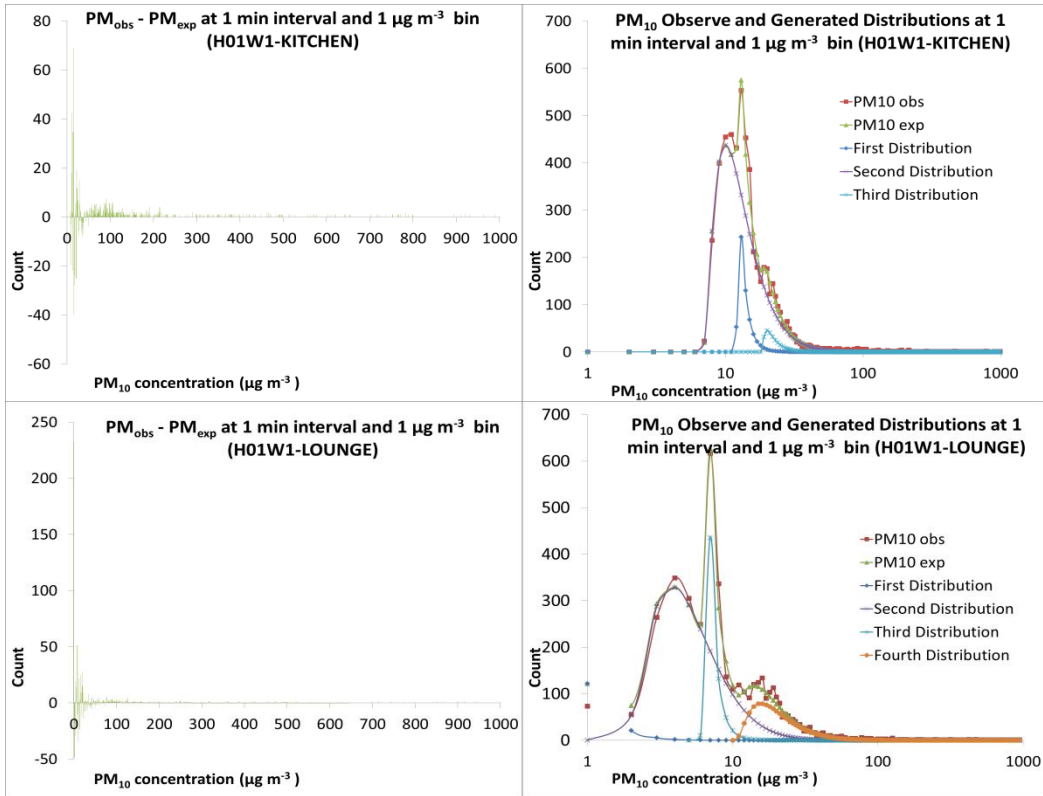 PMobs - PMexp at 1 min interval and 1 µg m⁻³ bin
(H01W1-KITCHEN)
80
60
40
20
0
-20
-40
-60
0 100 200 300 400 500 600 700 800 900 1000
Count
PM₁₀ concentration (µg m⁻³)
PM₁₀ Observe and Generated Distributions at 1
min interval and 1 µg m⁻³ bin (H01W1-KITCHEN)
700
600
500
400
300
200
100
0
Count
PM10 obs
PM10 exp
First Distribution
Second Distribution
Third Distribution
1 10 100 1000
PM₁₀ concentration (µg m⁻³)
PMobs - PMexp at 1 min interval and 1 µg m⁻³ bin
(H01W1-LOUNGE)
250
200
150
100
50
0
-50
Count
0 100 200 300 400 500 600 700 800 900 1000
PM₁₀ concentration (µg m⁻³)
PM₁₀ Observe and Generated Distributions at 1
min interval and 1 µg m⁻³ bin (H01W1-LOUNGE)
700
600
500
400
300
200
100
0
Count
PM10 obs
PM10 exp
First Distribution
Second Distribution
Third Distribution
Fourth Distribution
1 10 100 1000
PM₁₀ concentration (µg m⁻³)